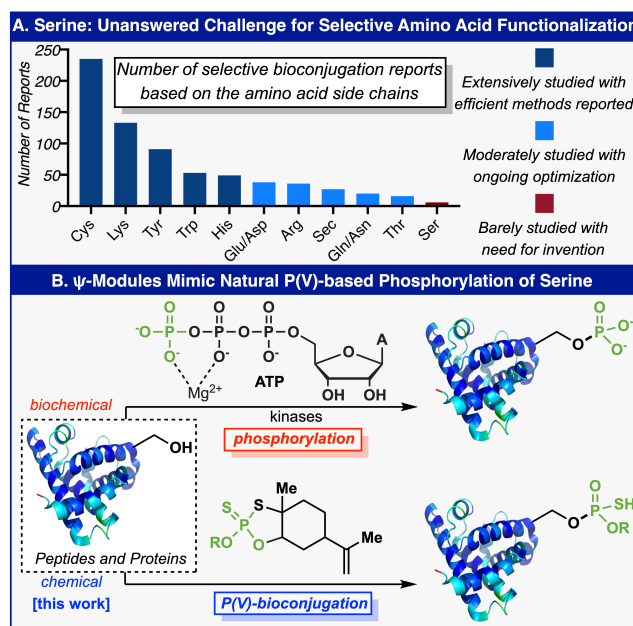 A. Serine: Unanswered Challenge for Selective Amino Acid Functionalization
Number of Reports
250
200
150
100
50
0
Number of selective bioconjugation reports
based on the amino acid side chains
Cys
Lys
Tyr
Trp
His
Glu/Asp
Arg
Sec
Gln/Asn
Thr
Ser
Extensively studied with
efficient methods reported
Moderately studied with
ongoing optimization
Barely studied with
need for invention
B. ψ-Modules Mimic Natural P(V)-based Phosphorylation of Serine
O O O
-O P O P O P O
O- O- O-
O
A
OH OH
Mg2+
ATP
biochemical
kinases
phosphorylation
O
O P O-
O-
OH
Peptides and Proteins
chemical
[this work]
S S Me
P
RO O
Me
P(V)-bioconjugation
O
O P SH
OR